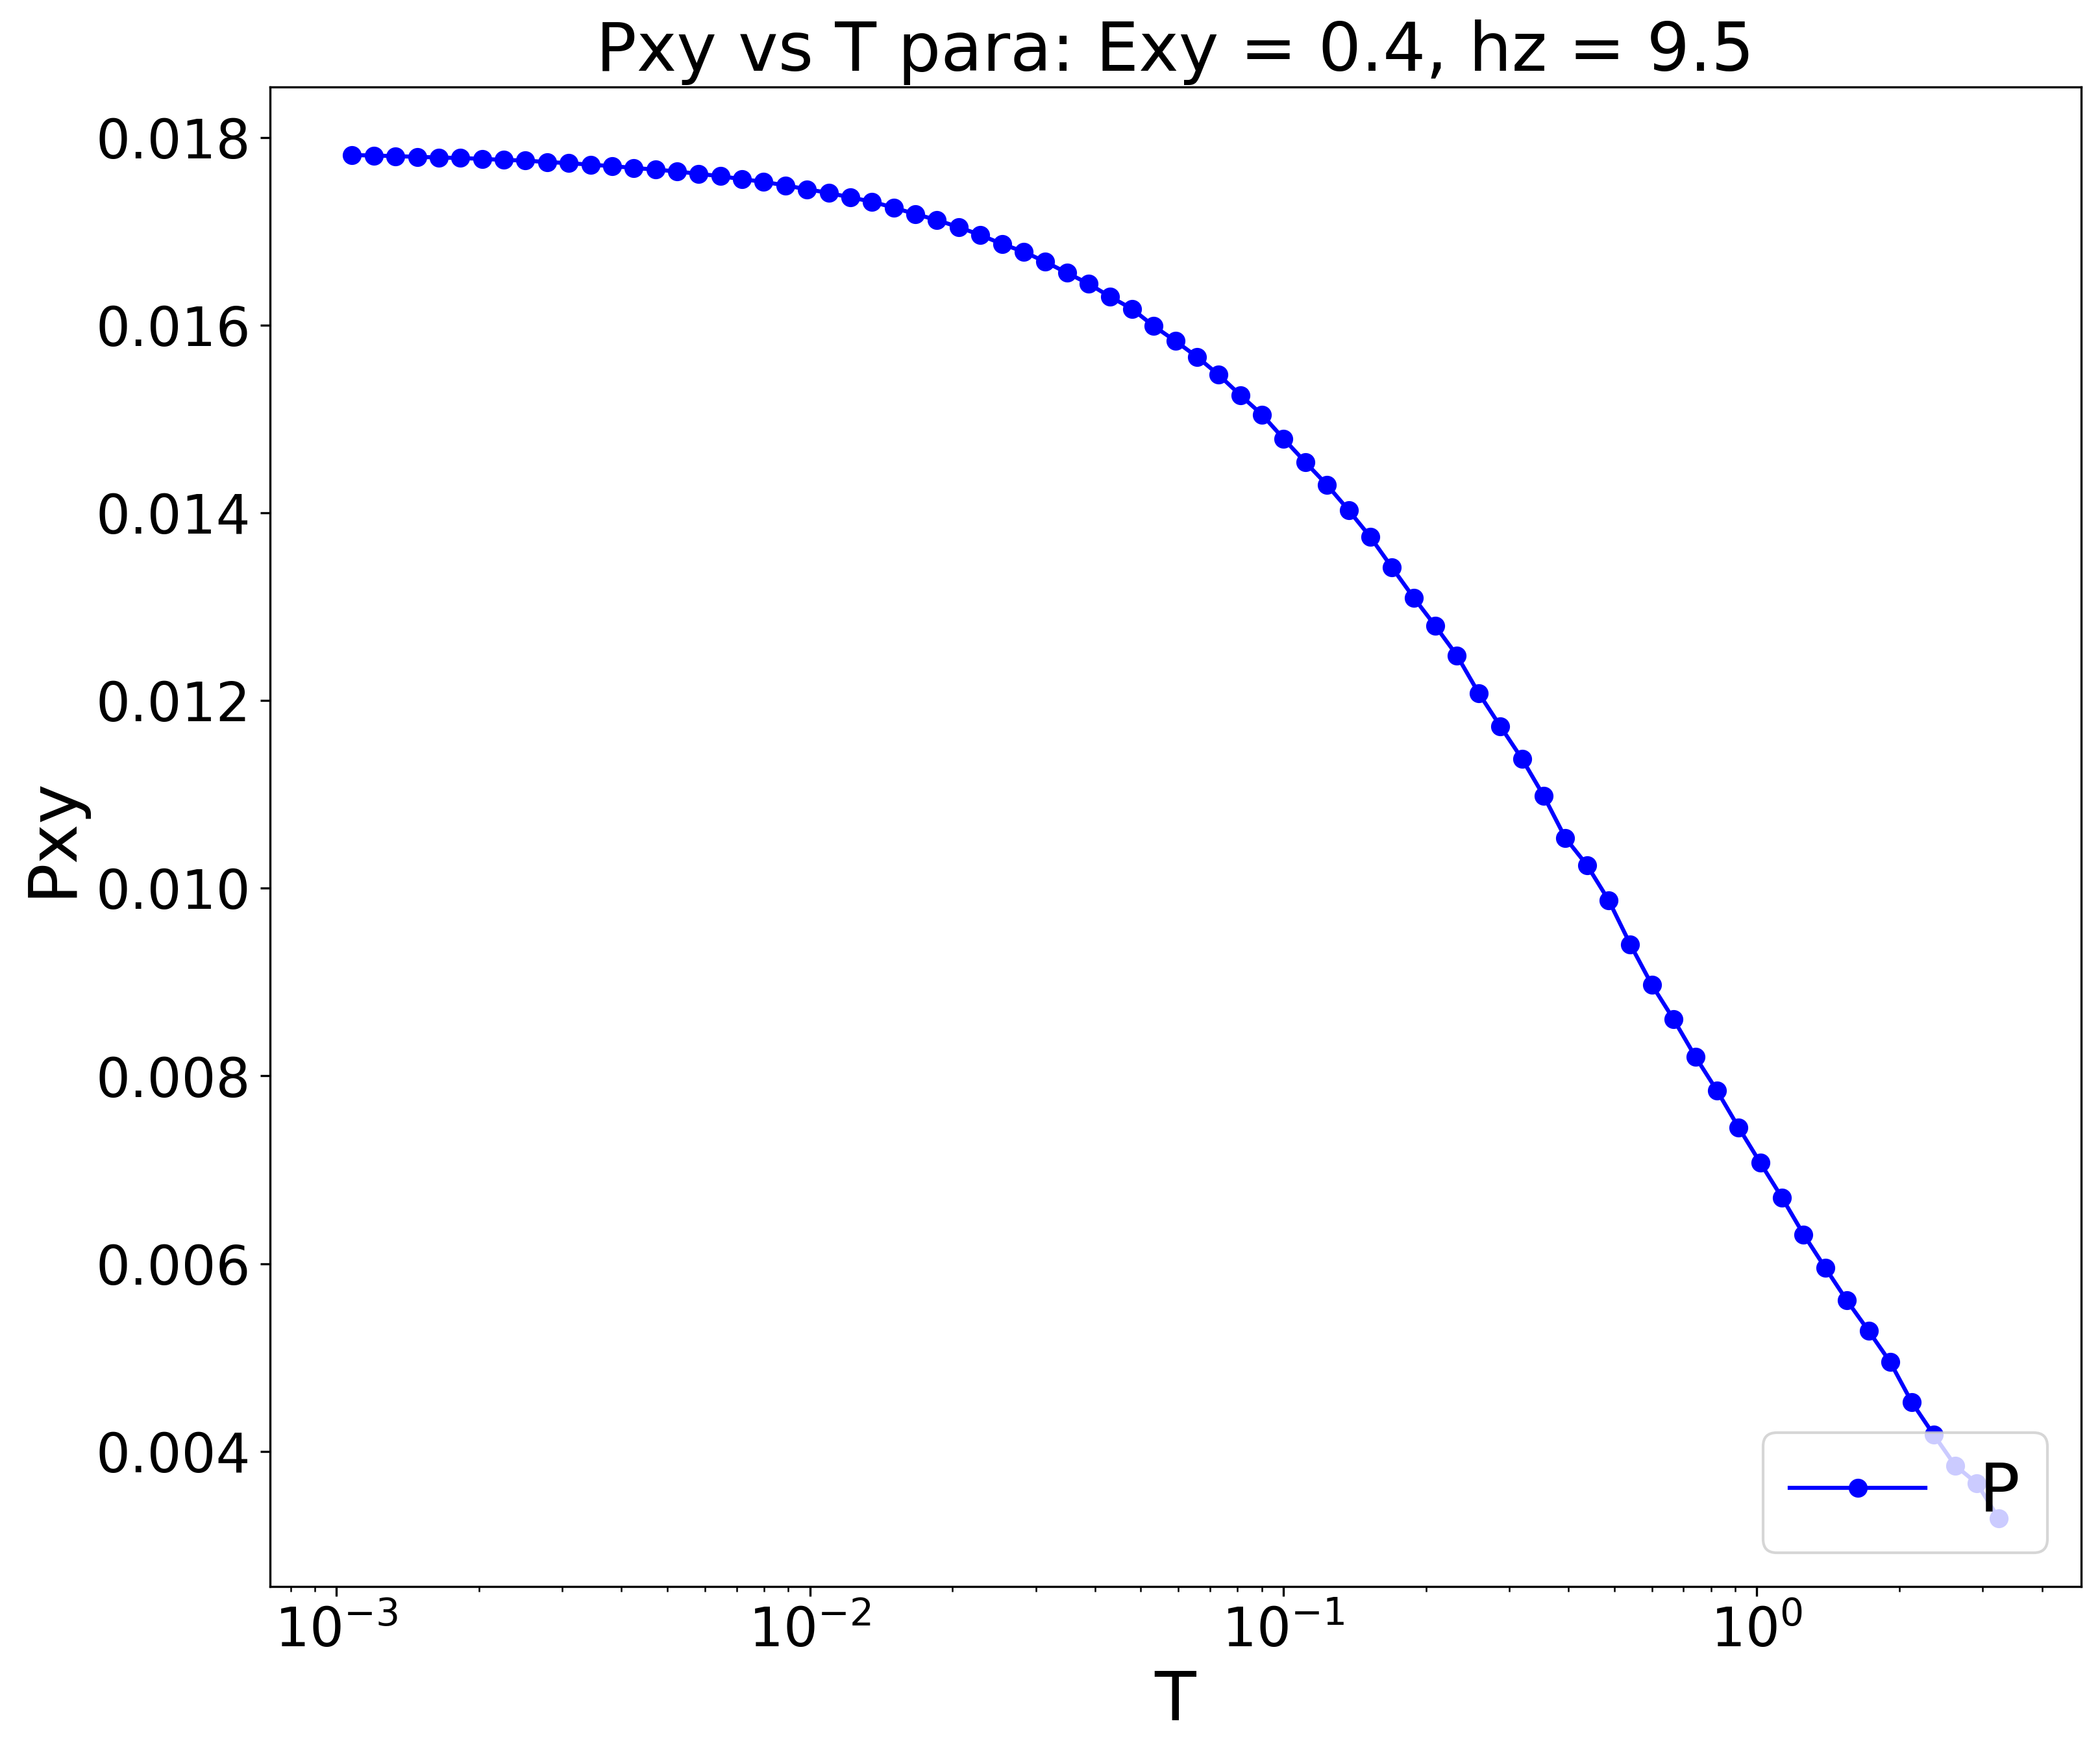 Pxy vs T para: Exy = 0.4, hz = 9.5
0.018
0.016
0.014
0.012
0.010
0.008
0.006
0.004
Pxy
P
10⁻³ 10⁻² 10⁻¹ 10⁰
T